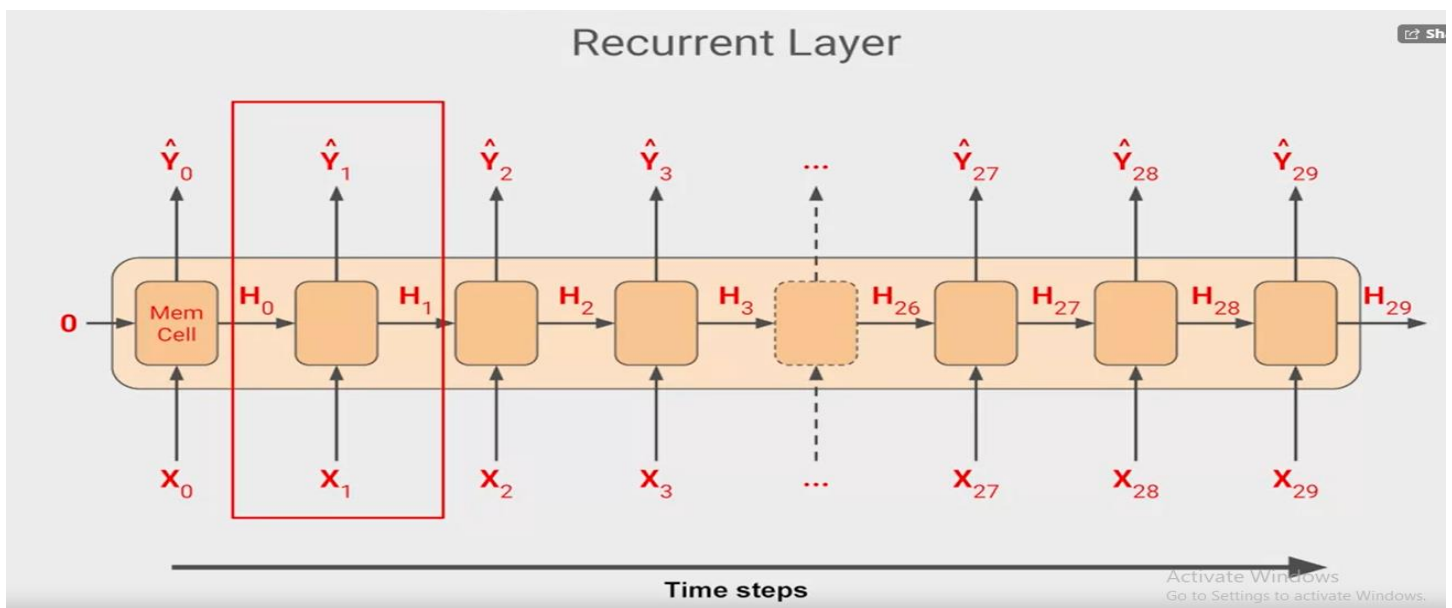 Recurrent Layer
Sh
Ŷ0 Ŷ1 Ŷ2 Ŷ3 ... Ŷ27 Ŷ28 Ŷ29
H0 H1 H2 H3 H26 H27 H28 H29
0
Mem
Cell
X0 X1 X2 X3 ... X27 X28 X29
Time steps
Activate Windows
Go to Settings to activate Windows.